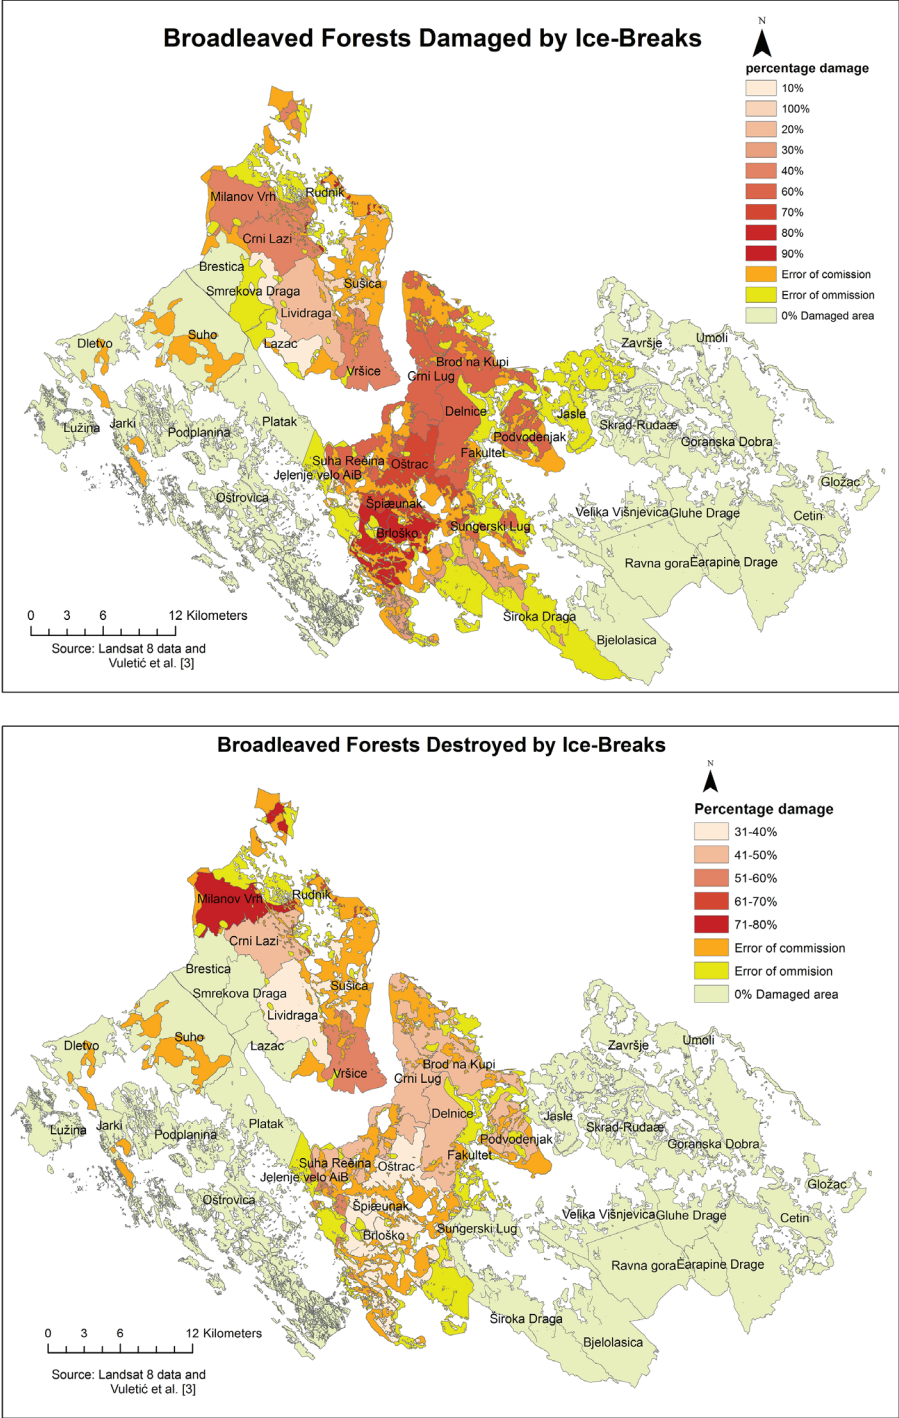 Broadleaved Forests Damaged by Ice-Breaks
N
percentage damage
10%
100%
20%
30%
40%
60%
70%
80%
90%
Error of comission
Error of ommission
0% Damaged area
Rudnik
Milanov Vrh
Crni Lazi
Brestica
Smrekova Draga
Sušica
Lividraga
Suho
Dletvo
Lazac
Vršice
Završje
Umoli
Brod na Kupi
Crni Lug
Delnice
Jasle
Lužina
Jarki
Podplanina
Platak
Skrad-Rudaæ
Podvodenjak
Goranska Dobra
Fakultet
Suha Reèina
Oštrac
Jelenje velo AiB
Gložac
Oštrovica
Špiæunak
Velika Višnjevica
Gluhe Drage
Cetin
Sungerski Lug
Brloško
Ravna gora
Èarapine Drage
Široka Draga
Bjelolasica
0 3 6 12 Kilometers
Source: Landsat 8 data and
Vuletić et al. [3]
Broadleaved Forests Destroyed by Ice-Breaks
N
Percentage damage
31-40%
41-50%
51-60%
61-70%
71-80%
Error of commission
Error of ommision
0% Damaged area
Rudnik
Milanov Vrh
Crni Lazi
Brestica
Smrekova Draga
Sušica
Lividraga
Suho
Dletvo
Lazac
Vršice
Završje
Umoli
Brod na Kupi
Crni Lug
Delnice
Jasle
Lužina
Jarki
Podplanina
Platak
Skrad-Rudaæ
Podvodenjak
Goranska Dobra
Fakultet
Suha Reèina
Oštrac
Jelenje velo AiB
Gložac
Oštrovica
Špiæunak
Velika Višnjevica
Gluhe Drage
Cetin
Sungerski Lug
Brloško
Ravna gora
Èarapine Drage
Široka Draga
Bjelolasica
0 3 6 12 Kilometers
Source: Landsat 8 data and
Vuletić et al. [3]